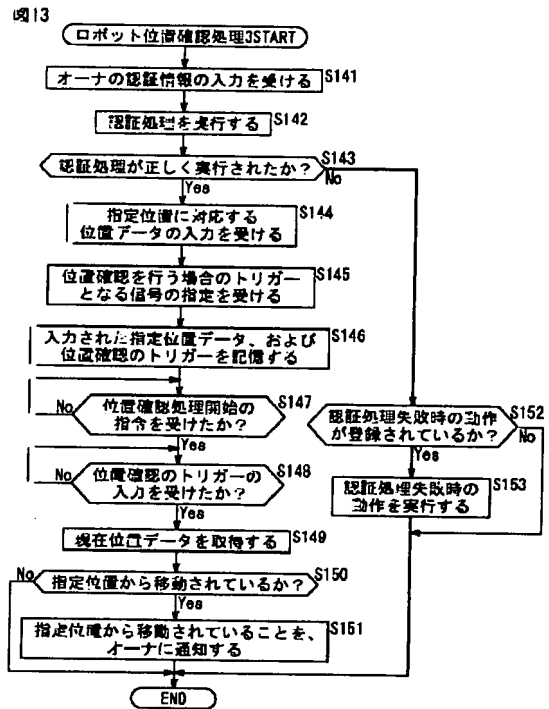 図13
ロボット位置確認処理3START
オーナの認証情報の入力を受ける
S141
認証処理を実行する
S142
認証処理が正しく実行されたか?
S143
No
Yes
指定位置に対応する
位置データの入力を受ける
S144
位置確認を行う場合のトリガー
となる信号の指定を受ける
S145
入力された指定位置データ、および
位置確認のトリガーを記憶する
S146
位置確認処理開始の
指令を受けたか?
S147
No
Yes
位置確認のトリガーの
入力を受けたか?
S148
No
Yes
現在位置データを取得する
S149
指定位置から移動されているか?
S150
No
Yes
指定位置から移動されていることを、
オーナに通知する
S151
認証処理失敗時の動作
が登録されているか?
S152
No
Yes
認証処理失敗時の
動作を実行する
S153
END